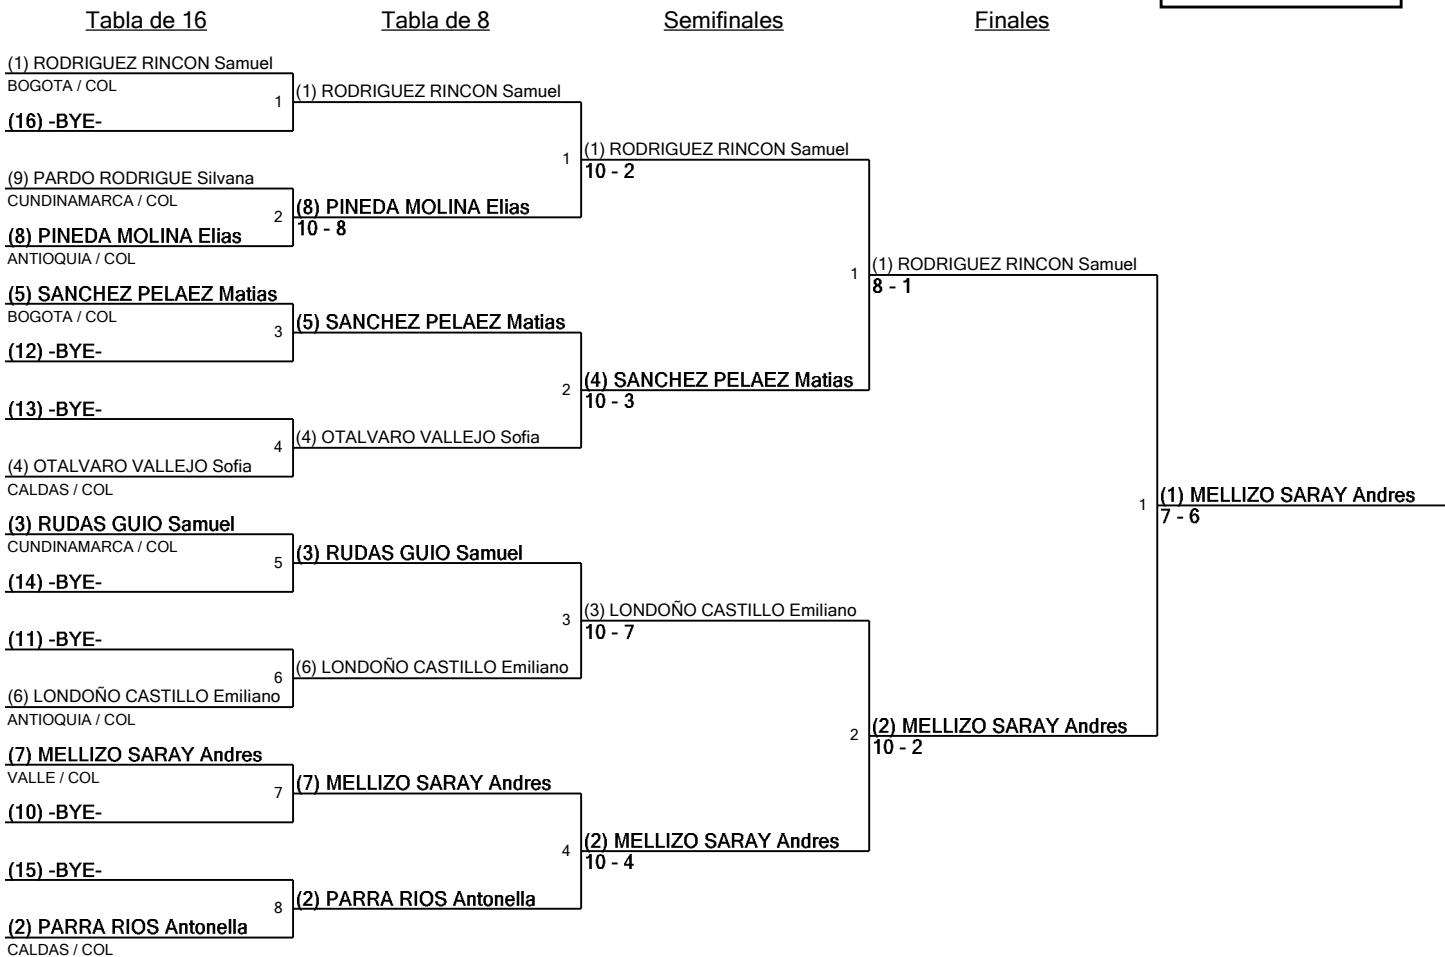 Tabla de 16
Tabla de 8
Semifinales
Finales
(1) RODRIGUEZ RINCON Samuel
BOGOTA / COL
1
(16) -BYE-
(9) PARDO RODRIGUE Silvana
CUNDINAMARCA / COL
2
(8) PINEDA MOLINA Elias
ANTIOQUIA / COL
(5) SANCHEZ PELAEZ Matias
BOGOTA / COL
3
(12) -BYE-
(13) -BYE-
4
(4) OTALVARO VALLEJO Sofia
CALDAS / COL
(3) RUDAS GUIO Samuel
CUNDINAMARCA / COL
5
(14) -BYE-
(11) -BYE-
6
(6) LONDOÑO CASTILLO Emiliano
ANTIOQUIA / COL
(7) MELLIZO SARAY Andres
VALLE / COL
7
(10) -BYE-
(15) -BYE-
8
(2) PARRA RIOS Antonella
CALDAS / COL
(1) RODRIGUEZ RINCON Samuel
1
(8) PINEDA MOLINA Elias
10 - 8
(5) SANCHEZ PELAEZ Matias
2
(4) OTALVARO VALLEJO Sofia
(3) RUDAS GUIO Samuel
3
(6) LONDOÑO CASTILLO Emiliano
(7) MELLIZO SARAY Andres
4
(2) PARRA RIOS Antonella
(1) RODRIGUEZ RINCON Samuel
10 - 2
1
(4) SANCHEZ PELAEZ Matias
10 - 3
(3) LONDOÑO CASTILLO Emiliano
10 - 7
2
(2) MELLIZO SARAY Andres
10 - 4
(1) RODRIGUEZ RINCON Samuel
8 - 1
1
(2) MELLIZO SARAY Andres
10 - 2
(1) MELLIZO SARAY Andres
7 - 6